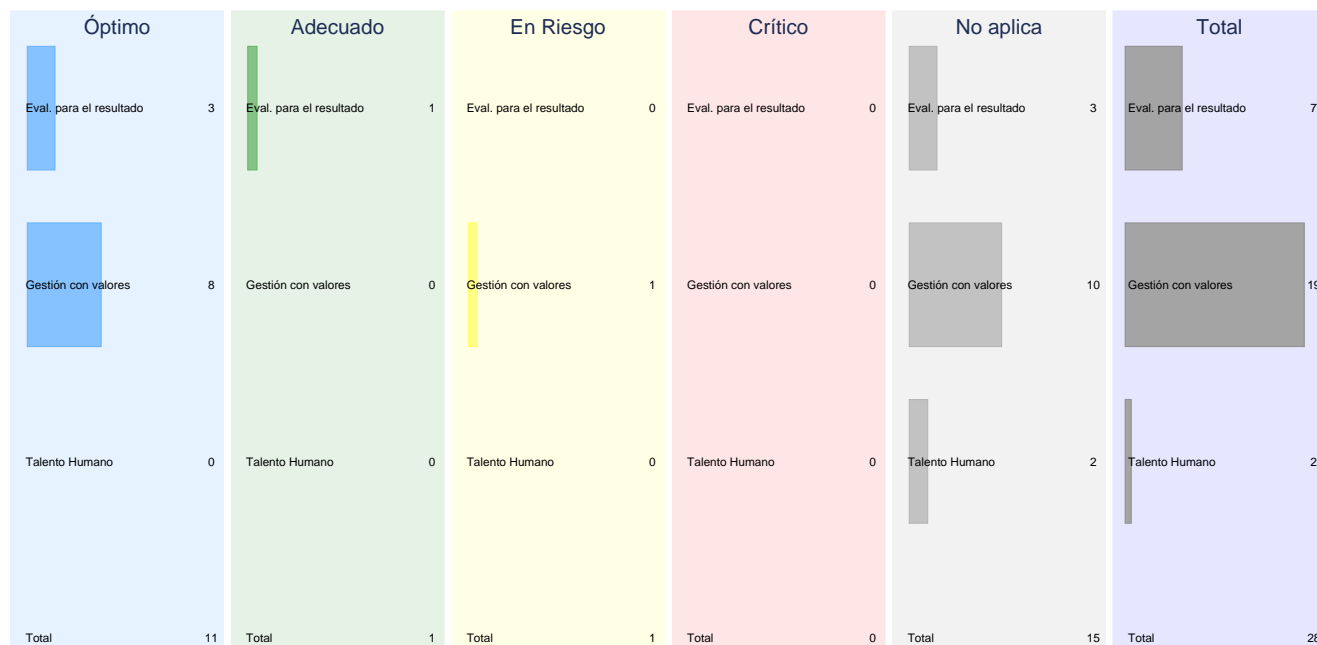 Óptimo Adecuado En Riesgo Crítico No aplica Total
Eval. para el resultado 3 Eval. para el resultado 1 Eval. para el resultado 0 Eval. para el resultado 0 Eval. para el resultado 3 Eval. para el resultado 7
Gestión con valores 8 Gestión con valores 0 Gestión con valores 1 Gestión con valores 0 Gestión con valores 10 Gestión con valores 19
Talento Humano 0 Talento Humano 0 Talento Humano 0 Talento Humano 0 Talento Humano 2 Talento Humano 2
Total 11 Total 1 Total 1 Total 0 Total 15 Total 28